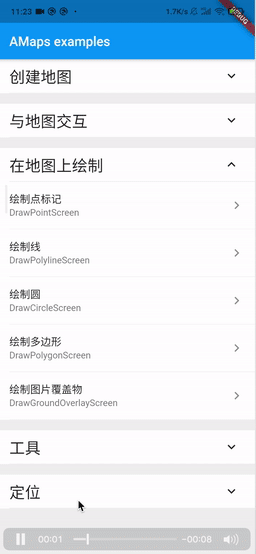 11:23
1.7K/s
DEBUG
AMaps examples
创建地图
与地图交互
在地图上绘制
绘制点标记
DrawPointScreen
绘制线
DrawPolylineScreen
绘制圆
DrawCircleScreen
绘制多边形
DrawPolygonScreen
绘制图片覆盖物
DrawGroundOverlayScreen
工具
定位
00:01
−00:08